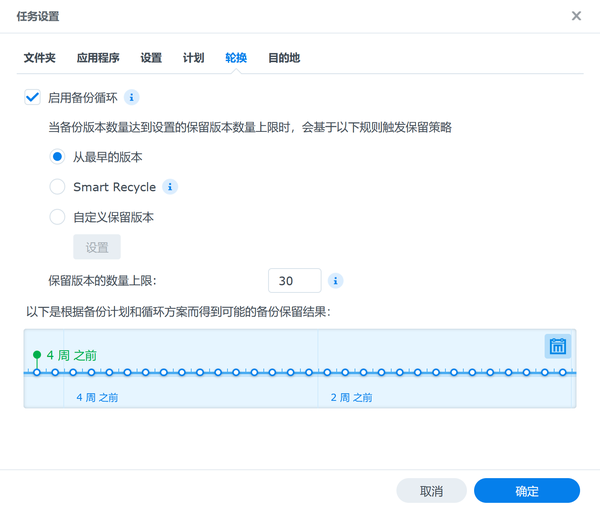 任务设置
文件夹 应用程序 设置 计划 轮换 目的地
启用备份循环
当备份版本数量达到设置的保留版本数量上限时，会基于以下规则触发保留策略
从最早的版本
Smart Recycle
自定义保留版本
设置
保留版本的数量上限： 30
以下是根据备份计划和循环方案而得到可能的备份保留结果：
4 周 之前
4 周 之前 2 周 之前
取消 确定